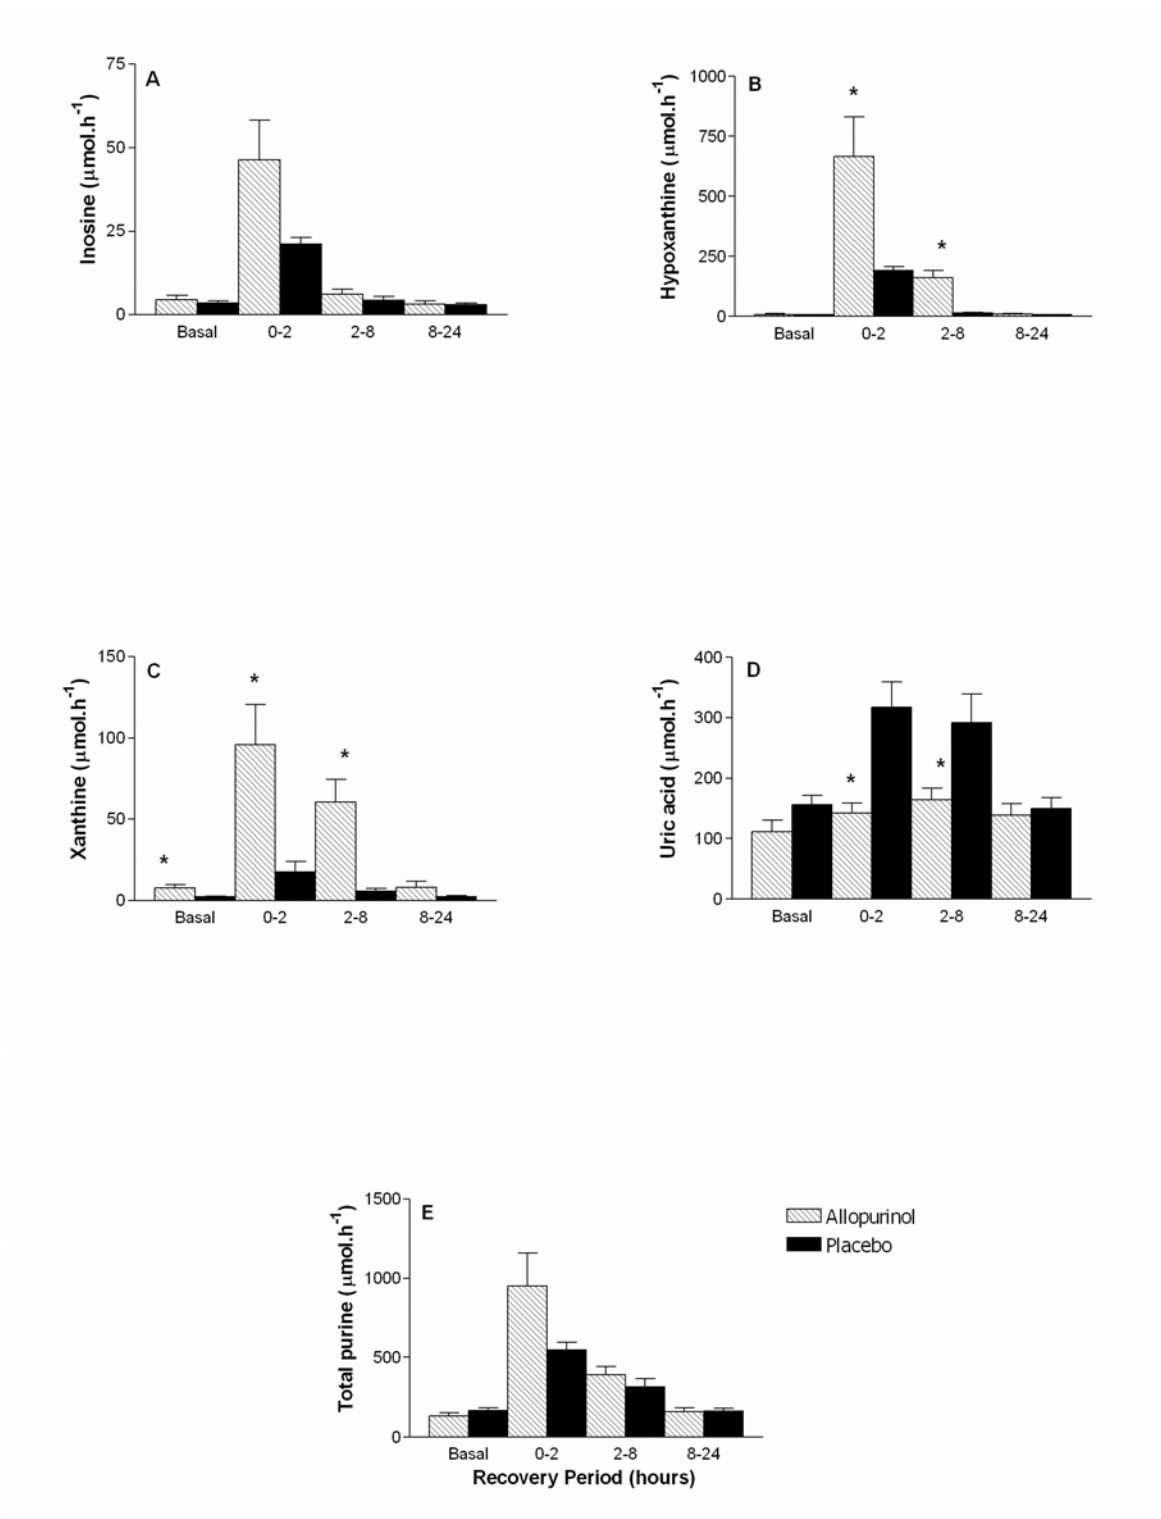 A
Inosine (μmol.h⁻¹)
75
50
25
0
Basal 0-2 2-8 8-24
B
Hypoxanthine (μmol.h⁻¹)
1000
750
500
250
0
* *
Basal 0-2 2-8 8-24
C
Xanthine (μmol.h⁻¹)
150
100
50
0
* * *
Basal 0-2 2-8 8-24
D
Uric acid (μmol.h⁻¹)
400
300
200
100
0
* *
Basal 0-2 2-8 8-24
E
Total purine (μmol.h⁻¹)
1500
1000
500
0
Basal 0-2 2-8 8-24
Recovery Period (hours)
Allopurinol
Placebo